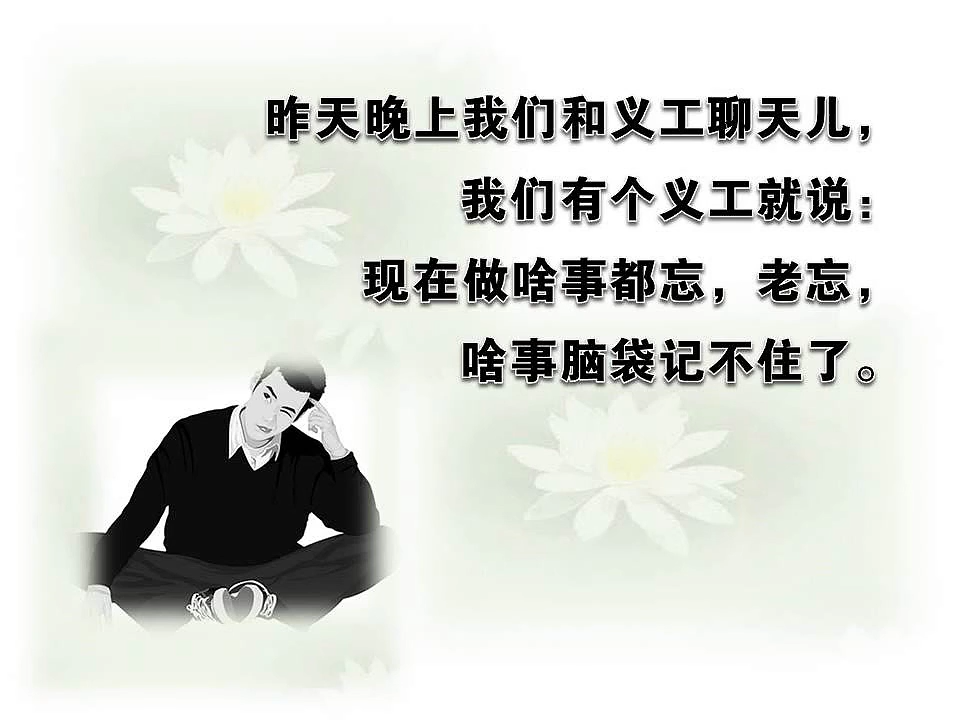 昨天晚上我们和义工聊天儿，
我们有个义工就说：
现在做啥事都忘，老忘，
啥事脑袋记不住了。